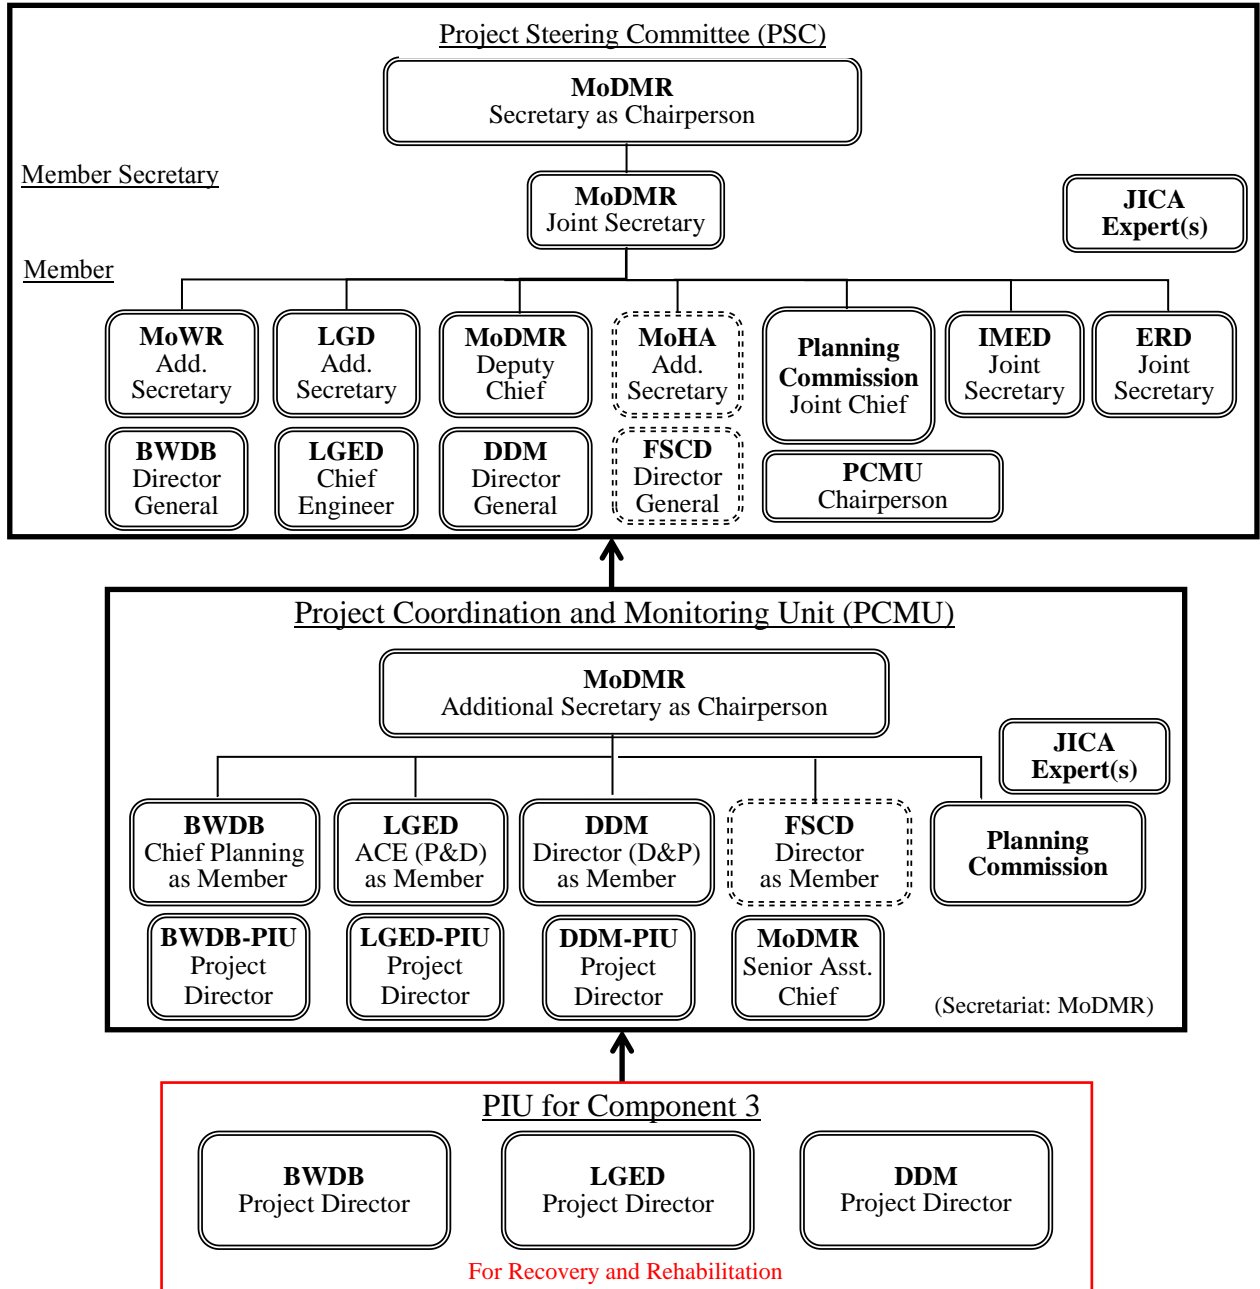 Project Steering Committee (PSC)
MoDMR
Secretary as Chairperson
Member Secretary
MoDMR
Joint Secretary
JICA
Expert(s)
Member
MoWR
Add.
Secretary
LGD
Add.
Secretary
MoDMR
Deputy
Chief
MoHA
Add.
Secretary
Planning
Commission
Joint Chief
IMED
Joint
Secretary
ERD
Joint
Secretary
BWDB
Director
General
LGED
Chief
Engineer
DDM
Director
General
FSCD
Director
General
PCMU
Chairperson
Project Coordination and Monitoring Unit (PCMU)
MoDMR
Additional Secretary as Chairperson
JICA
Expert(s)
BWDB
Chief Planning
as Member
LGED
ACE (P&D)
as Member
DDM
Director (D&P)
as Member
FSCD
Director
as Member
Planning
Commission
BWDB-PIU
Project
Director
LGED-PIU
Project
Director
DDM-PIU
Project
Director
MoDMR
Senior Asst.
Chief
(Secretariat: MoDMR)
PIU for Component 3
BWDB
Project Director
LGED
Project Director
DDM
Project Director
For Recovery and Rehabilitation